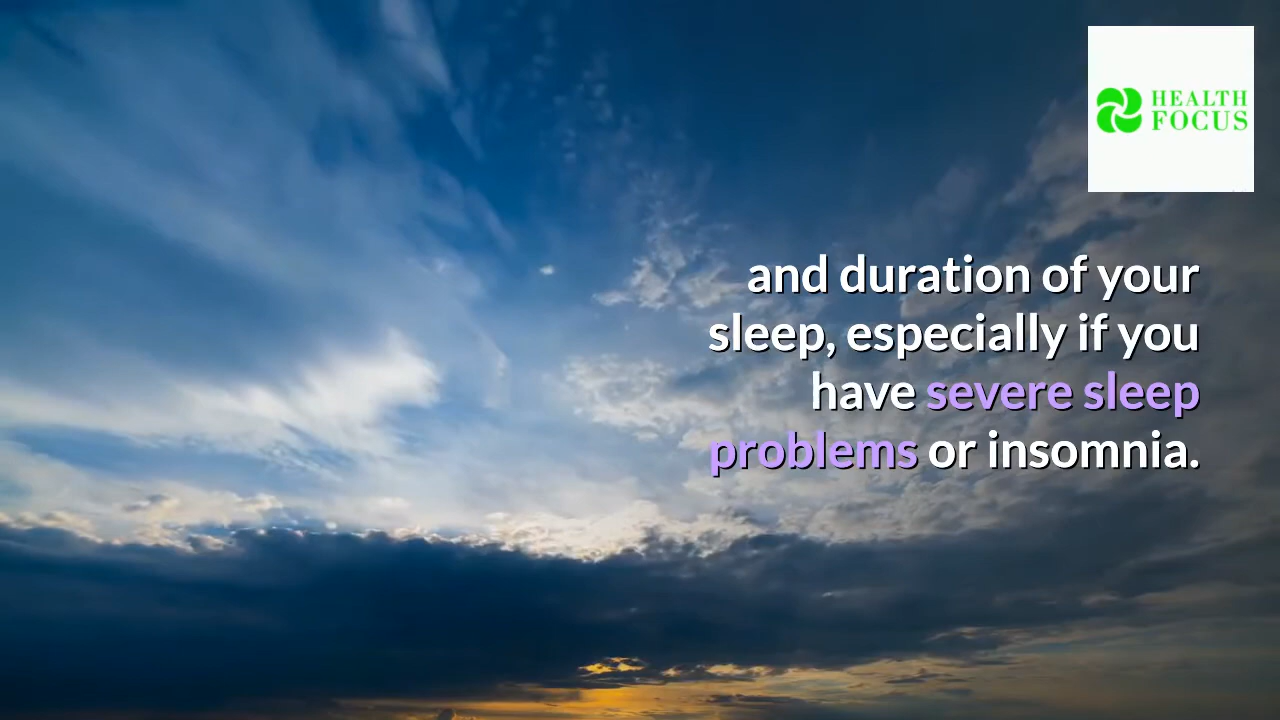 HEALTH
FOCUS
and duration of your
sleep, especially if you
have severe sleep
problems or insomnia.